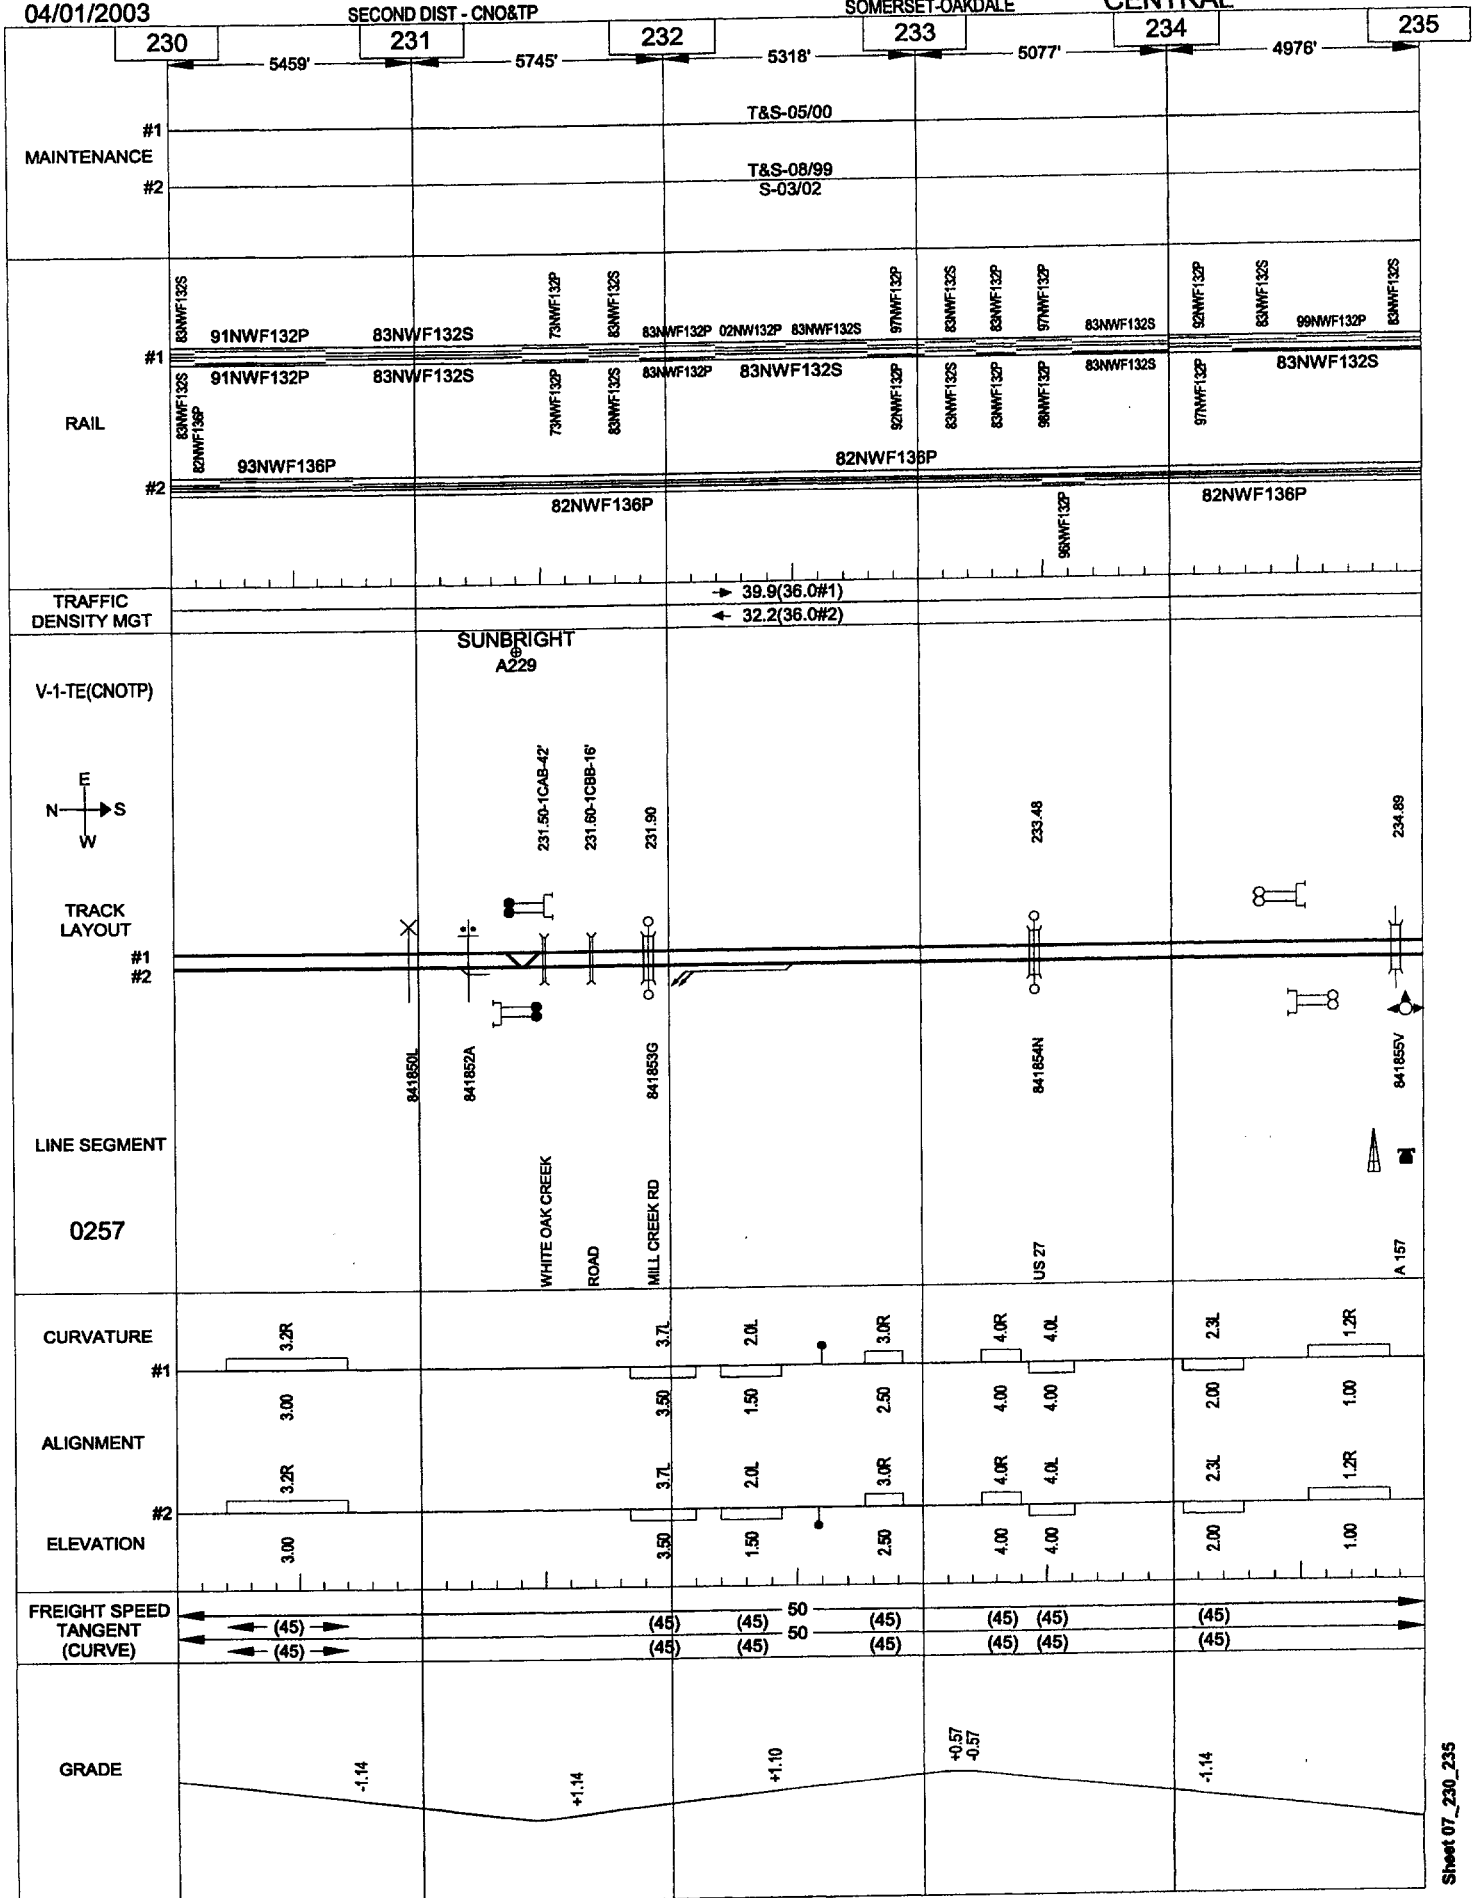 04/01/2003
SECOND DIST - CNO&TP
SOMERSET-OAKDALE
CENTRAL
230 231 232 233 234 235
5459' 5745' 5318' 5077' 4976'
MAINTENANCE
#1
T&S-05/00
#2
T&S-08/99
S-03/02
RAIL
83NWF132S 73NWF132P 83NWF132S 97NWF132P 83NWF132S 83NWF132P 97NWF132P 92NWF132P 83NWF132S 83NWF132S
91NWF132P 83NWF132S 83NWF132P 02NW132P 83NWF132S 83NWF132S 99NWF132P
#1
91NWF132P 83NWF132S 83NWF132P 83NWF132S 83NWF132S 83NWF132S
83NWF132S 73NWF132P 83NWF132S 92NWF132P 83NWF132S 83NWF132P 98NWF132P 97NWF132P
82NWF136P
93NWF136P 82NWF136P
#2
82NWF136P 82NWF136P
96NWF132P
TRAFFIC
DENSITY MGT
39.9(36.0#1)
32.2(36.0#2)
SUNBRIGHT
A229
V-1-TE(CNOTP)
E
N S
W
231.50-1CAB-42'
231.60-1CBB-16'
231.90
233.48
234.89
TRACK
LAYOUT
#1
#2
841850L
841852A
841853G
841854N
841855V
LINE SEGMENT
0257
WHITE OAK CREEK
ROAD
MILL CREEK RD
US 27
A 157
CURVATURE
3.2R 3.7L 2.0L 3.0R 4.0R 4.0L 2.3L 1.2R
#1
3.00 3.50 1.50 2.50 4.00 4.00 2.00 1.00
ALIGNMENT
3.2R 3.7L 2.0L 3.0R 4.0R 4.0L 2.3L 1.2R
#2
3.00 3.50 1.50 2.50 4.00 4.00 2.00 1.00
ELEVATION
FREIGHT SPEED
TANGENT
(CURVE)
50
(45) (45) (45) (45) (45) (45) (45)
50
(45) (45) (45) (45) (45) (45) (45)
GRADE
-1.14
+1.14
+1.10
+0.57
-0.57
-1.14
Sheet 07_230_235